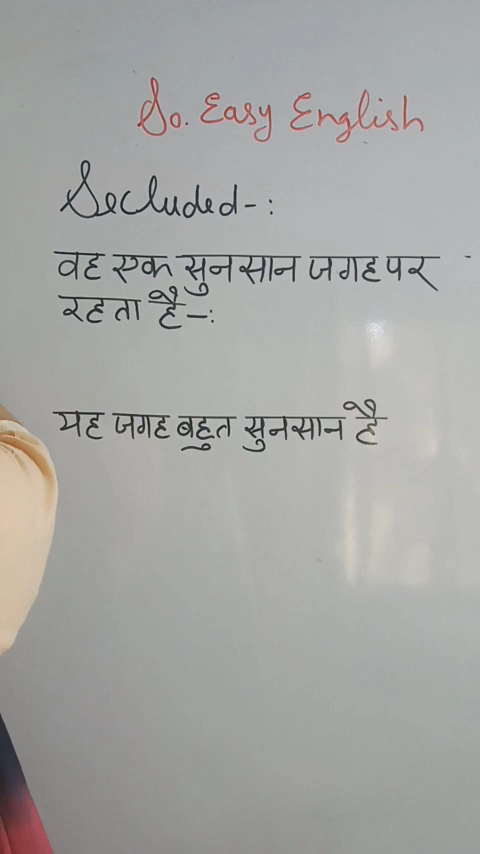 So. Easy English
Secluded-:
वह एक सुनसान जगह पर
रहता है-:
यह जगह बहुत सुनसान है